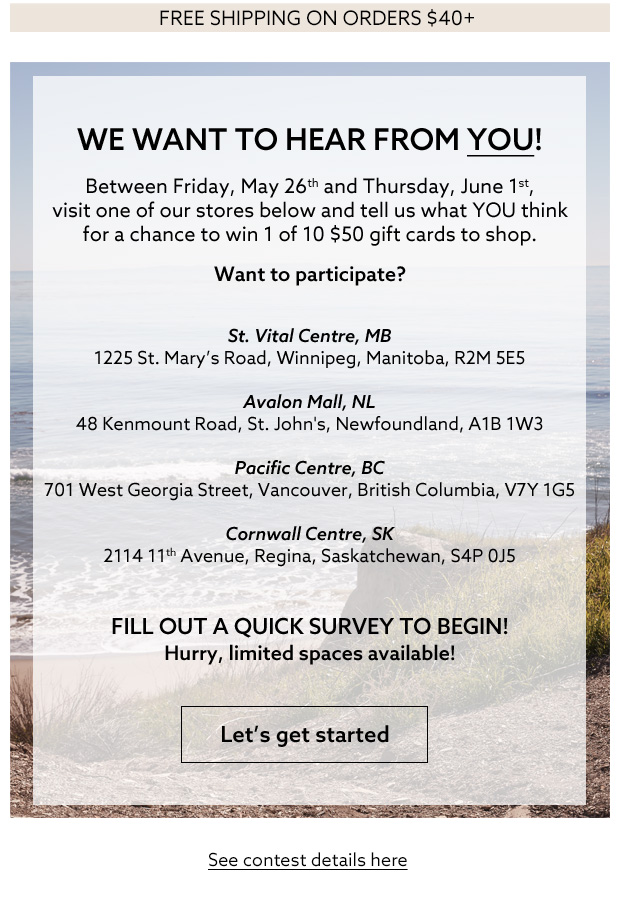 FREE SHIPPING ON ORDERS $40+
WE WANT TO HEAR FROM YOU!
Between Friday, May 26th and Thursday, June 1st,
visit one of our stores below and tell us what YOU think
for a chance to win 1 of 10 $50 gift cards to shop.
Want to participate?
St. Vital Centre, MB
1225 St. Mary’s Road, Winnipeg, Manitoba, R2M 5E5
Avalon Mall, NL
48 Kenmount Road, St. John's, Newfoundland, A1B 1W3
Pacific Centre, BC
701 West Georgia Street, Vancouver, British Columbia, V7Y 1G5
Cornwall Centre, SK
2114 11th Avenue, Regina, Saskatchewan, S4P 0J5
FILL OUT A QUICK SURVEY TO BEGIN!
Hurry, limited spaces available!
Let’s get started
See contest details here